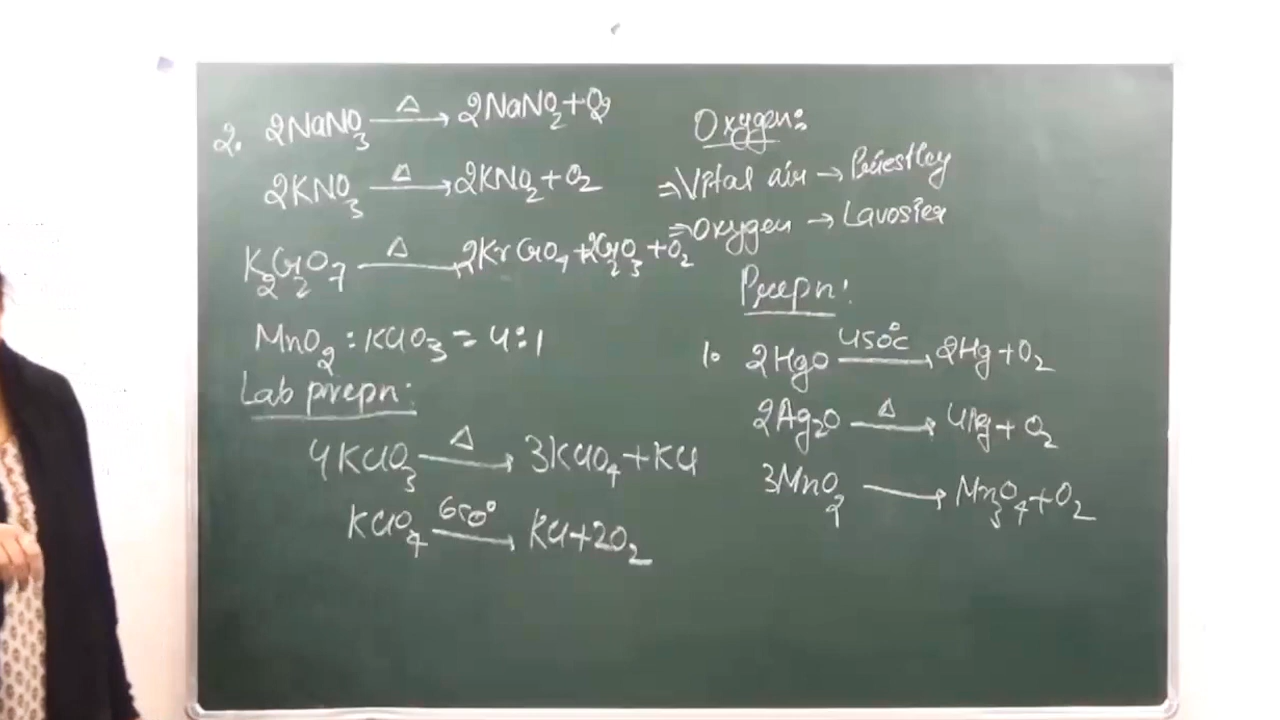 2. 2NaNO₃ —Δ→ 2NaNO₂ + O₂
2KNO₃ —Δ→ 2KNO₂ + O₂
K₂Cr₂O₇ —Δ→ 2KrCrO₄ + 2Cr₂O₃ + O₂
MnO₂ : KClO₃ = 4:1
Lab prepn:
4KClO₃ —Δ→ 3KClO₄ + KCl
KClO₄ —650°→ KCl + 2O₂
Oxygen:
⇒ Vital air → Priestley
⇒ Oxygen → Lavosier
Prepn:
1. 2HgO —450°C→ 2Hg + O₂
2Ag₂O —Δ→ 4Ag + O₂
3MnO₂ → Mn₃O₄ + O₂